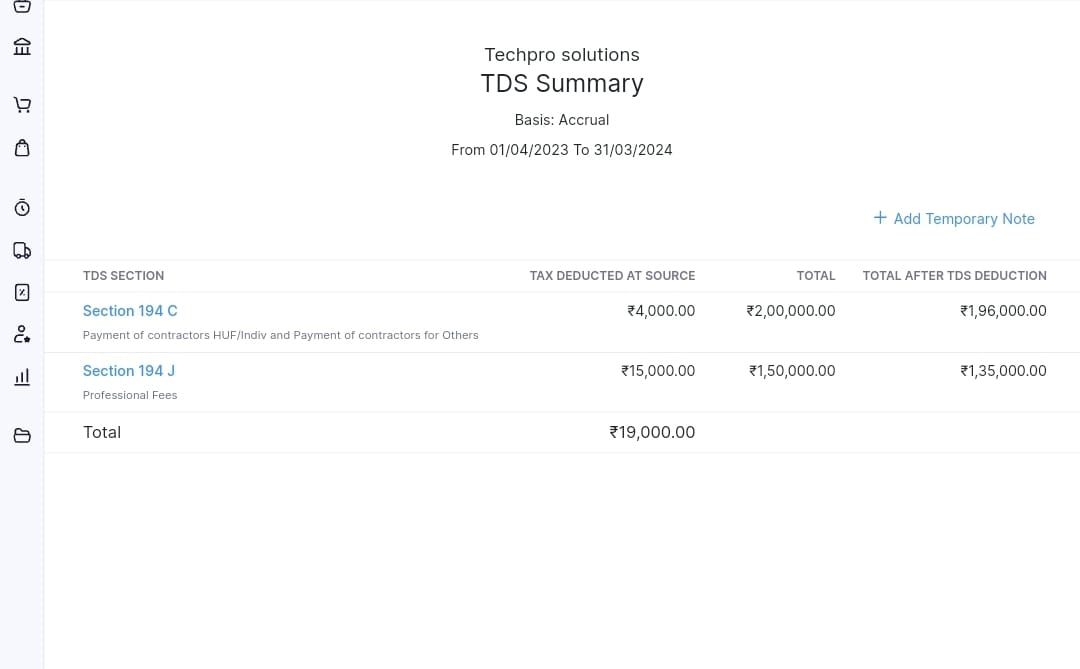 Techpro solutions
TDS Summary
Basis: Accrual
From 01/04/2023 To 31/03/2024
+ Add Temporary Note
TDS SECTION TAX DEDUCTED AT SOURCE TOTAL TOTAL AFTER TDS DEDUCTION
Section 194 C ₹4,000.00 ₹2,00,000.00 ₹1,96,000.00
Payment of contractors HUF/Indiv and Payment of contractors for Others
Section 194 J ₹15,000.00 ₹1,50,000.00 ₹1,35,000.00
Professional Fees
Total ₹19,000.00